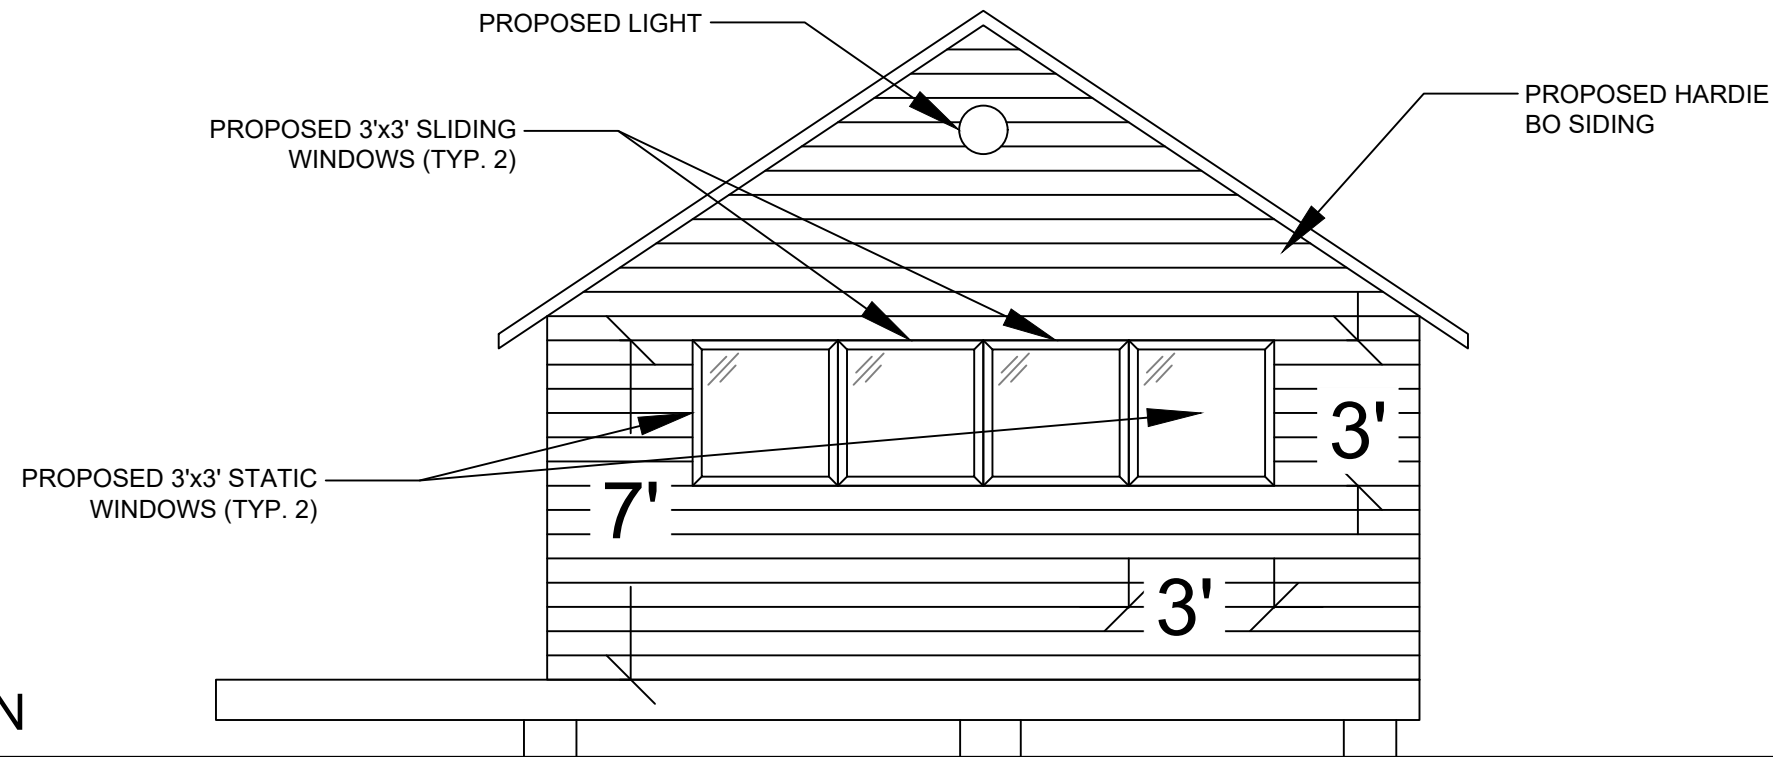 PROPOSED LIGHT
PROPOSED HARDIE
BO SIDING
PROPOSED 3'x3' SLIDING
WINDOWS (TYP. 2)
3'
PROPOSED 3'x3' STATIC
WINDOWS (TYP. 2)
7'
3'
N